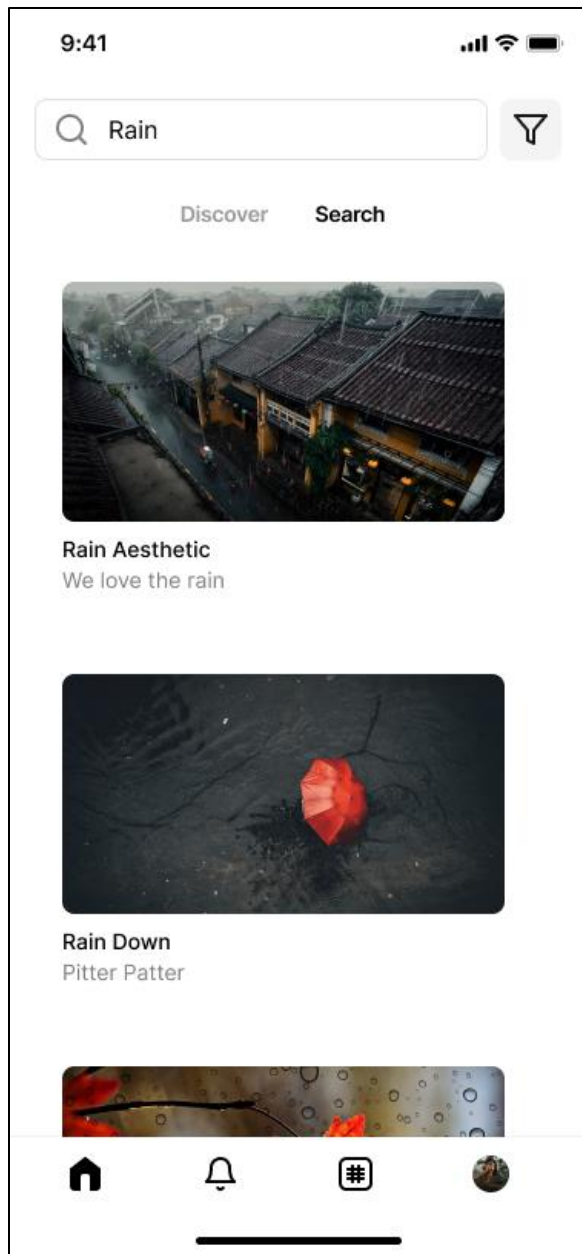 9:41
Rain
Discover Search
Rain Aesthetic
We love the rain
Rain Down
Pitter Patter